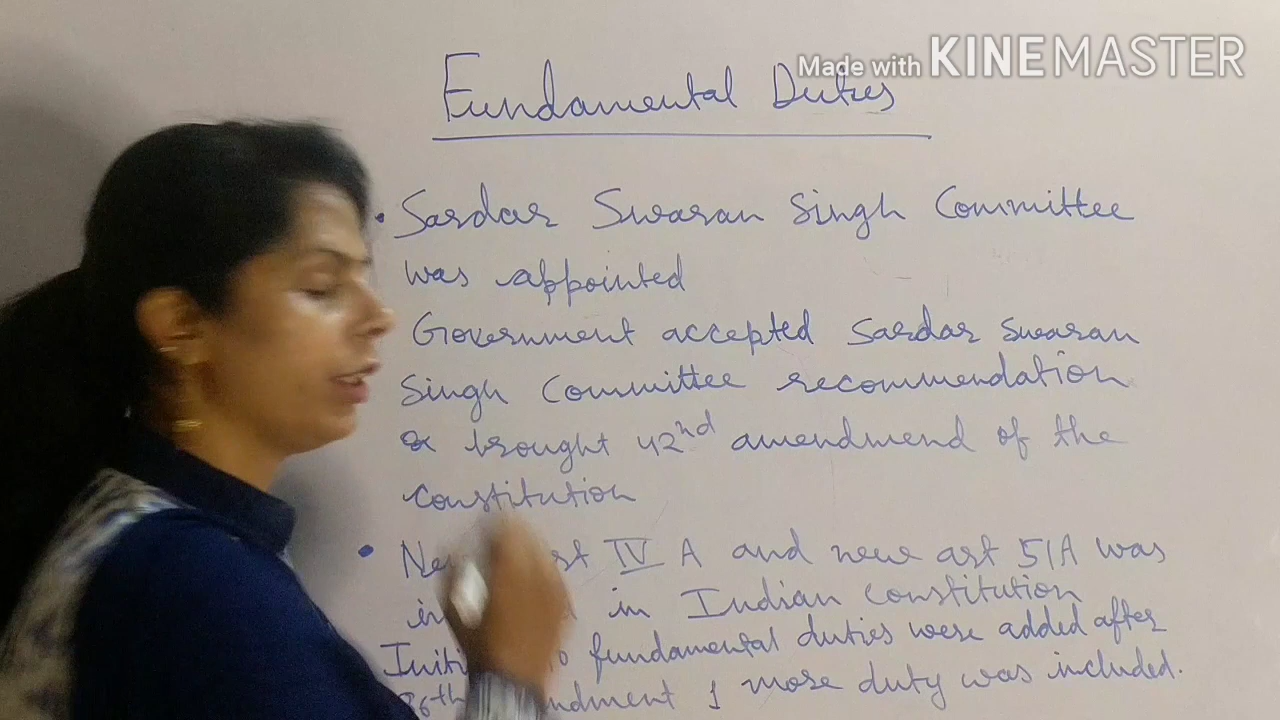 Made with KINEMASTER
Fundamental Duties
• Sardar Swaran Singh Committee
was appointed
Government accepted Sardar Swaran
Singh Committee recommendation
& brought 42nd amendmend of the
constitution
• IV A and new art 51A was
in Indian constitution
fundamental duties were added after
1 more duty was included.